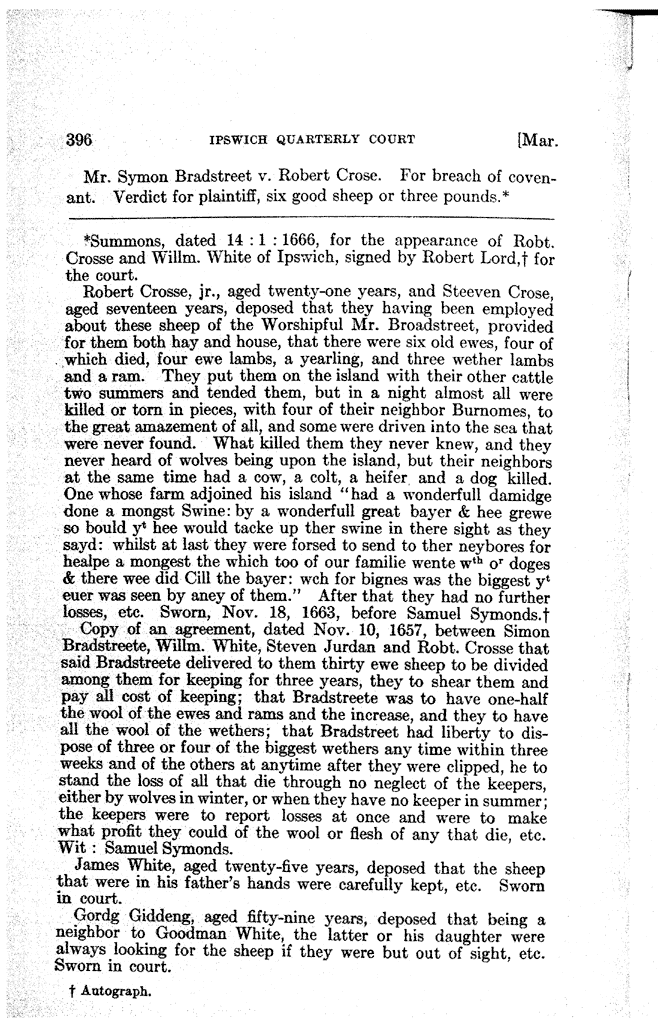 396 IPSWICH QUARTERLY COURT [Mar.
Mr. Symon Bradstreet v. Robert Crose. For breach of coven-
ant. Verdict for plaintiff, six good sheep or three pounds.*
*Summons, dated 14 : 1 : 1666, for the appearance of Robt.
Crosse and Willm. White of Ipswich, signed by Robert Lord,† for
the court.
Robert Crosse, jr., aged twenty-one years, and Steeven Crose,
aged seventeen years, deposed that they having been employed
about these sheep of the Worshipful Mr. Broadstreet, provided
for them both hay and house, that there were six old ewes, four of
which died, four ewe lambs, a yearling, and three wether lambs
and a ram. They put them on the island with their other cattle
two summers and tended them, but in a night almost all were
killed or torn in pieces, with four of their neighbor Burnomes, to
the great amazement of all, and some were driven into the sea that
were never found. What killed them they never knew, and they
never heard of wolves being upon the island, but their neighbors
at the same time had a cow, a colt, a heifer and a dog killed.
One whose farm adjoined his island "had a wonderfull damidge
done a mongst Swine: by a wonderfull great bayer & hee grewe
so bould yᵗ hee would tacke up ther swine in there sight as they
sayd: whilst at last they were forsed to send to ther neybores for
healpe a mongest the which too of our familie wente wᵗʰ oʳ doges
& there wee did Cill the bayer: wch for bignes was the biggest yᵗ
euer was seen by aney of them." After that they had no further
losses, etc. Sworn, Nov. 18, 1663, before Samuel Symonds.†
Copy of an agreement, dated Nov. 10, 1657, between Simon
Bradstreete, Willm. White, Steven Jurdan and Robt. Crosse that
said Bradstreete delivered to them thirty ewe sheep to be divided
among them for keeping for three years, they to shear them and
pay all cost of keeping; that Bradstreete was to have one-half
the wool of the ewes and rams and the increase, and they to have
all the wool of the wethers; that Bradstreet had liberty to dis-
pose of three or four of the biggest wethers any time within three
weeks and of the others at anytime after they were clipped, he to
stand the loss of all that die through no neglect of the keepers,
either by wolves in winter, or when they have no keeper in summer;
the keepers were to report losses at once and were to make
what profit they could of the wool or flesh of any that die, etc.
Wit : Samuel Symonds.
James White, aged twenty-five years, deposed that the sheep
that were in his father's hands were carefully kept, etc. Sworn
in court.
Gordg Giddeng, aged fifty-nine years, deposed that being a
neighbor to Goodman White, the latter or his daughter were
always looking for the sheep if they were but out of sight, etc.
Sworn in court.
† Autograph.